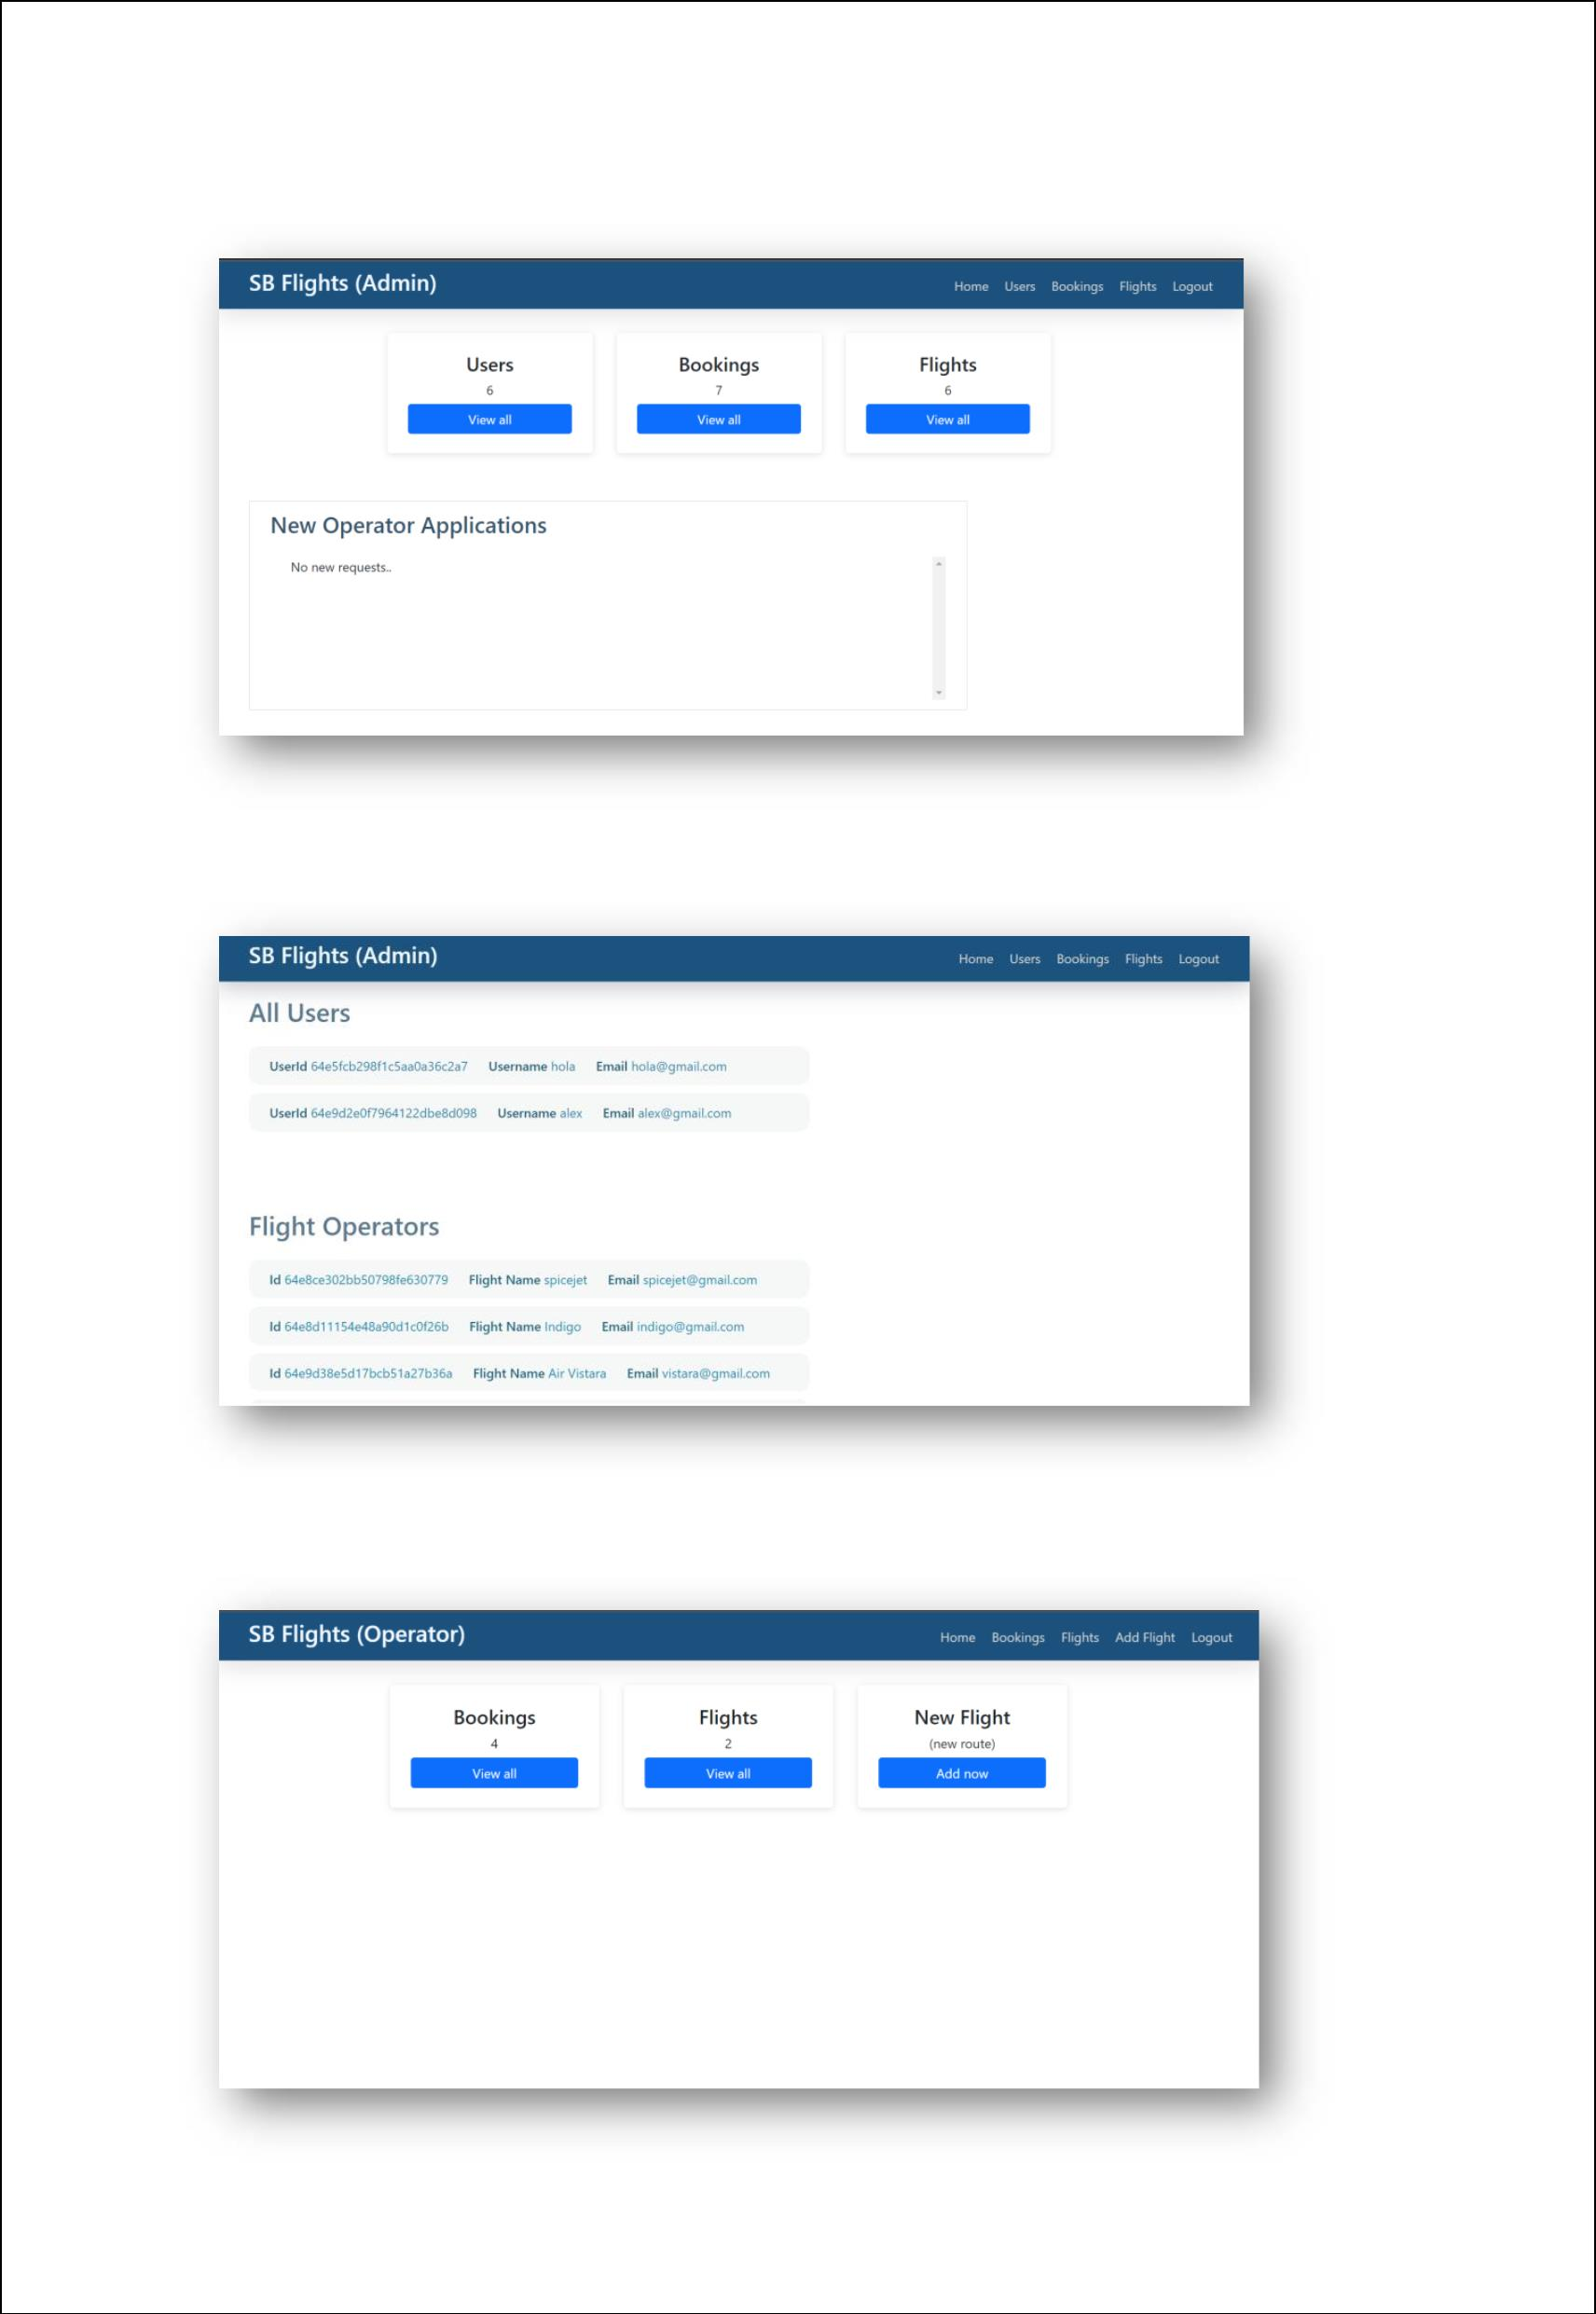 SB Flights (Admin)
Home Users Bookings Flights Logout
Users Bookings Flights
6 7 6
View all View all View all
New Operator Applications
No new requests..
SB Flights (Admin)
Home Users Bookings Flights Logout
All Users
UserId 64e5fcb298f1c5aa0a36c2a7 Username hola Email hola@gmail.com
UserId 64e9d2e0f7964122dbe8d098 Username alex Email alex@gmail.com
Flight Operators
Id 64e8ce302bb50798fe630779 Flight Name spicejet Email spicejet@gmail.com
Id 64e8d11154e48a90d1c0f26b Flight Name Indigo Email indigo@gmail.com
Id 64e9d38e5d17bcb51a27b36a Flight Name Air Vistara Email vistara@gmail.com
SB Flights (Operator)
Home Bookings Flights Add Flight Logout
Bookings Flights New Flight
4 2 (new route)
View all View all Add now